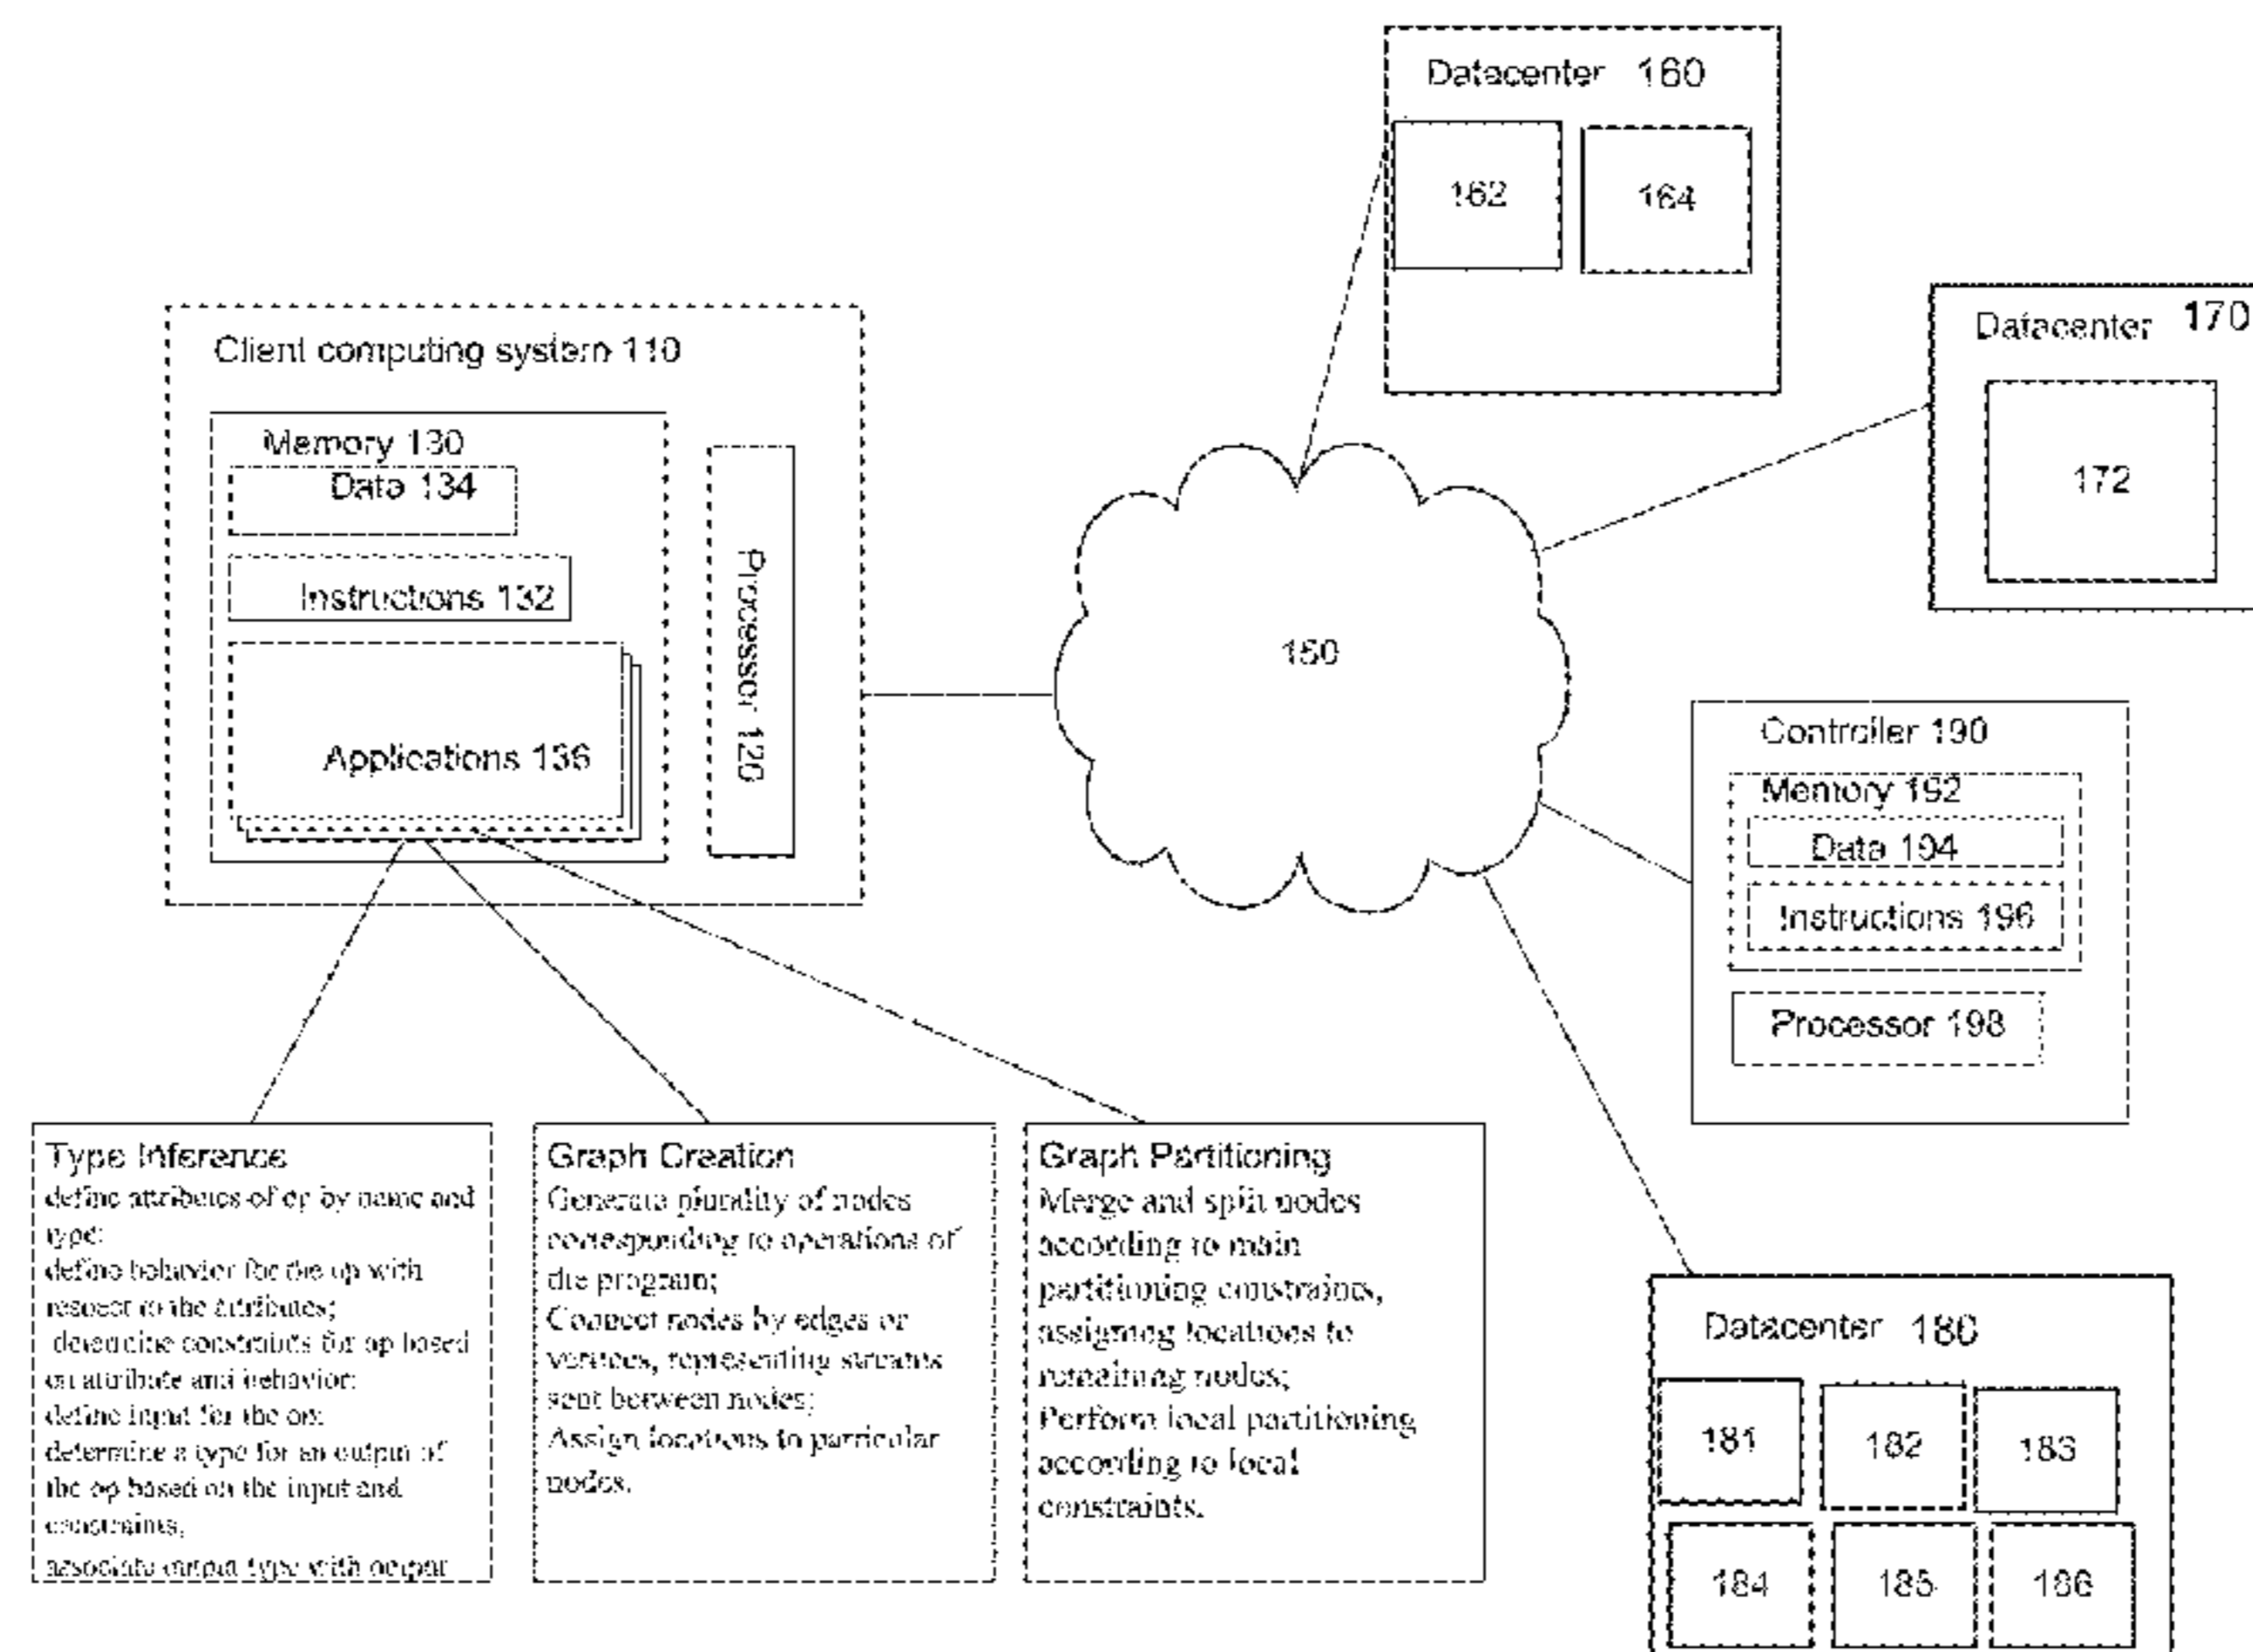 Datacenter 160
162
164
Datacenter 170
172
Client computing system 110
Memory 130
Data 134
Instructions 132
Applications 136
Processor 120
150
Controller 190
Memory 192
Data 194
Instructions 196
Processor 198
Type Inference
define attributes of op by name and
type;
define behavior for the op with
respect to the attributes;
determine constraints for op based
on attribute and behavior;
define input for the op;
determine a type for an output of
the op based on the input and
constraints;
associate output type with output
Graph Creation
Generate plurality of nodes
corresponding to operations of
the program;
Connect nodes by edges or
vertices, representing streams
sent between nodes;
Assign locations to particular
nodes.
Graph Partitioning
Merge and split nodes
according to main
partitioning constraints,
assigning locations to
remaining nodes;
Perform local partitioning
according to local
constraints.
Datacenter 180
181
182
183
184
185
186